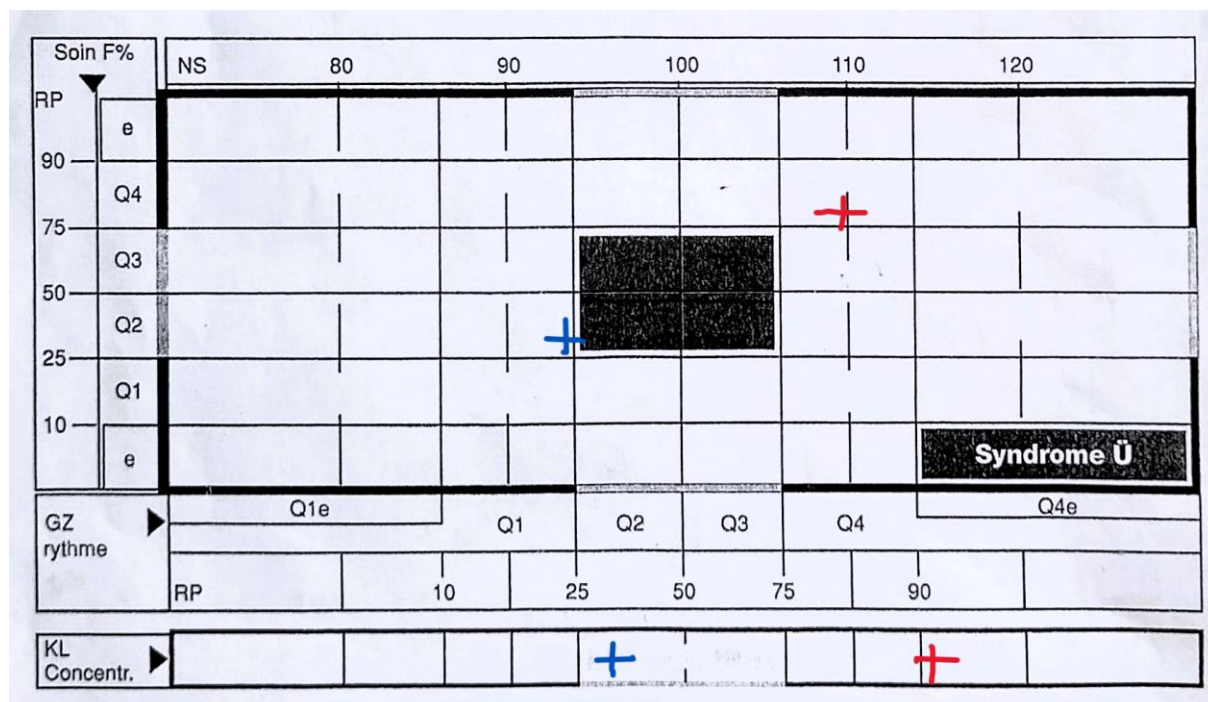 Soin F%
NS 80 90 100 110 120
RP
e
90
Q4
75
Q3
50
Q2
25
Q1
10
e
Syndrome Ü
GZ
rythme
Q1e Q1 Q2 Q3 Q4 Q4e
RP 10 25 50 75 90
KL
Concentr.